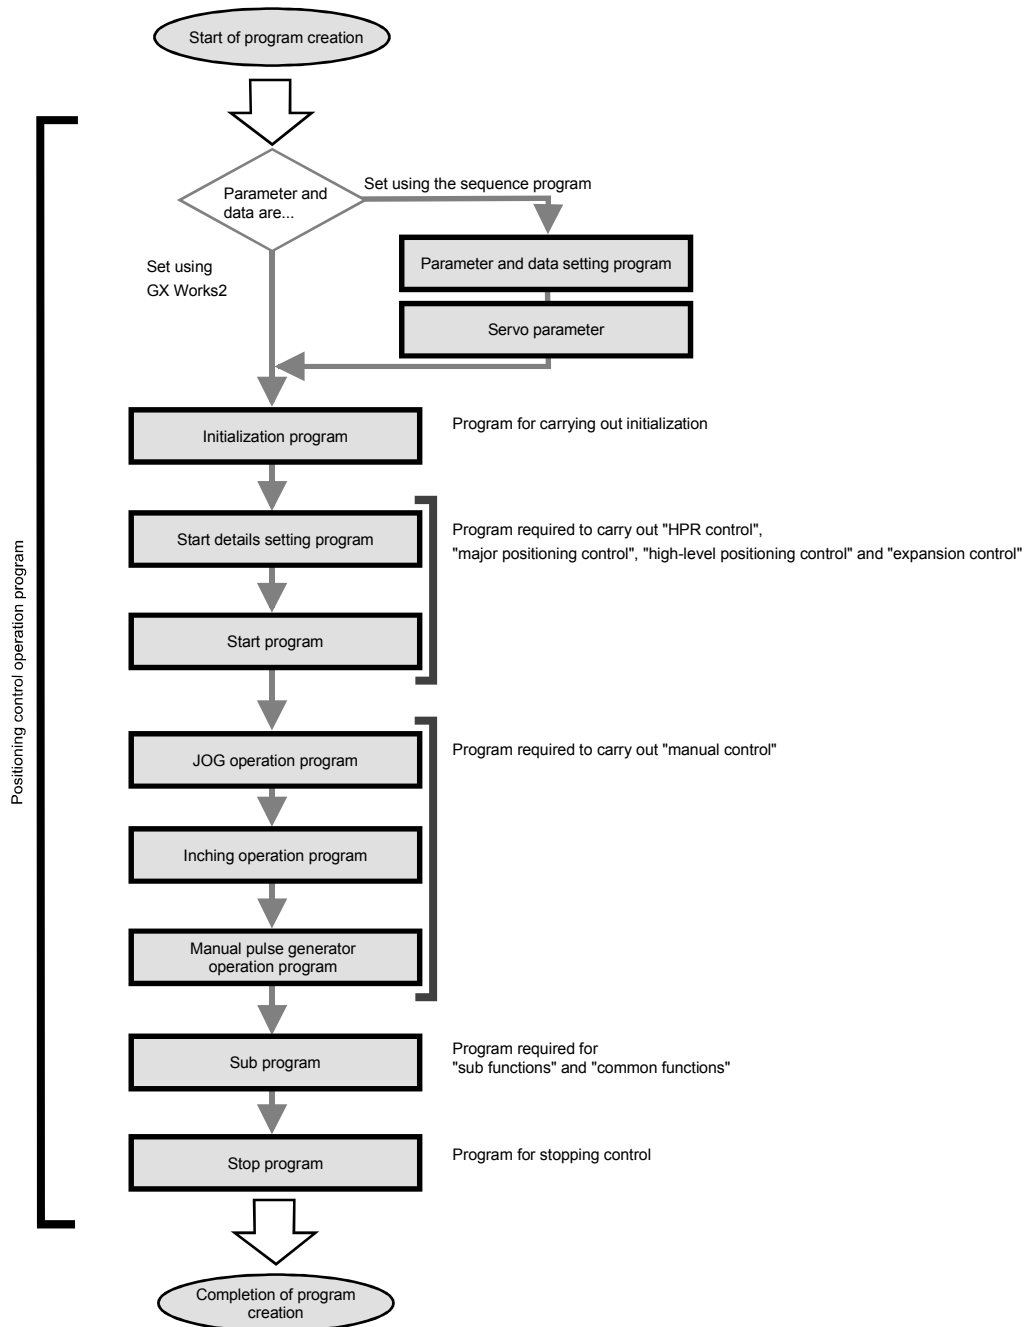 Start of program creation
Set using the sequence program
Parameter and
data are...
Set using
GX Works2
Parameter and data setting program
Servo parameter
Initialization program
Program for carrying out initialization
Start details setting program
Program required to carry out "HPR control",
"major positioning control", "high-level positioning control" and "expansion control"
Start program
Positioning control operation program
JOG operation program
Program required to carry out "manual control"
Inching operation program
Manual pulse generator
operation program
Sub program
Program required for
"sub functions" and "common functions"
Stop program
Program for stopping control
Completion of program
creation